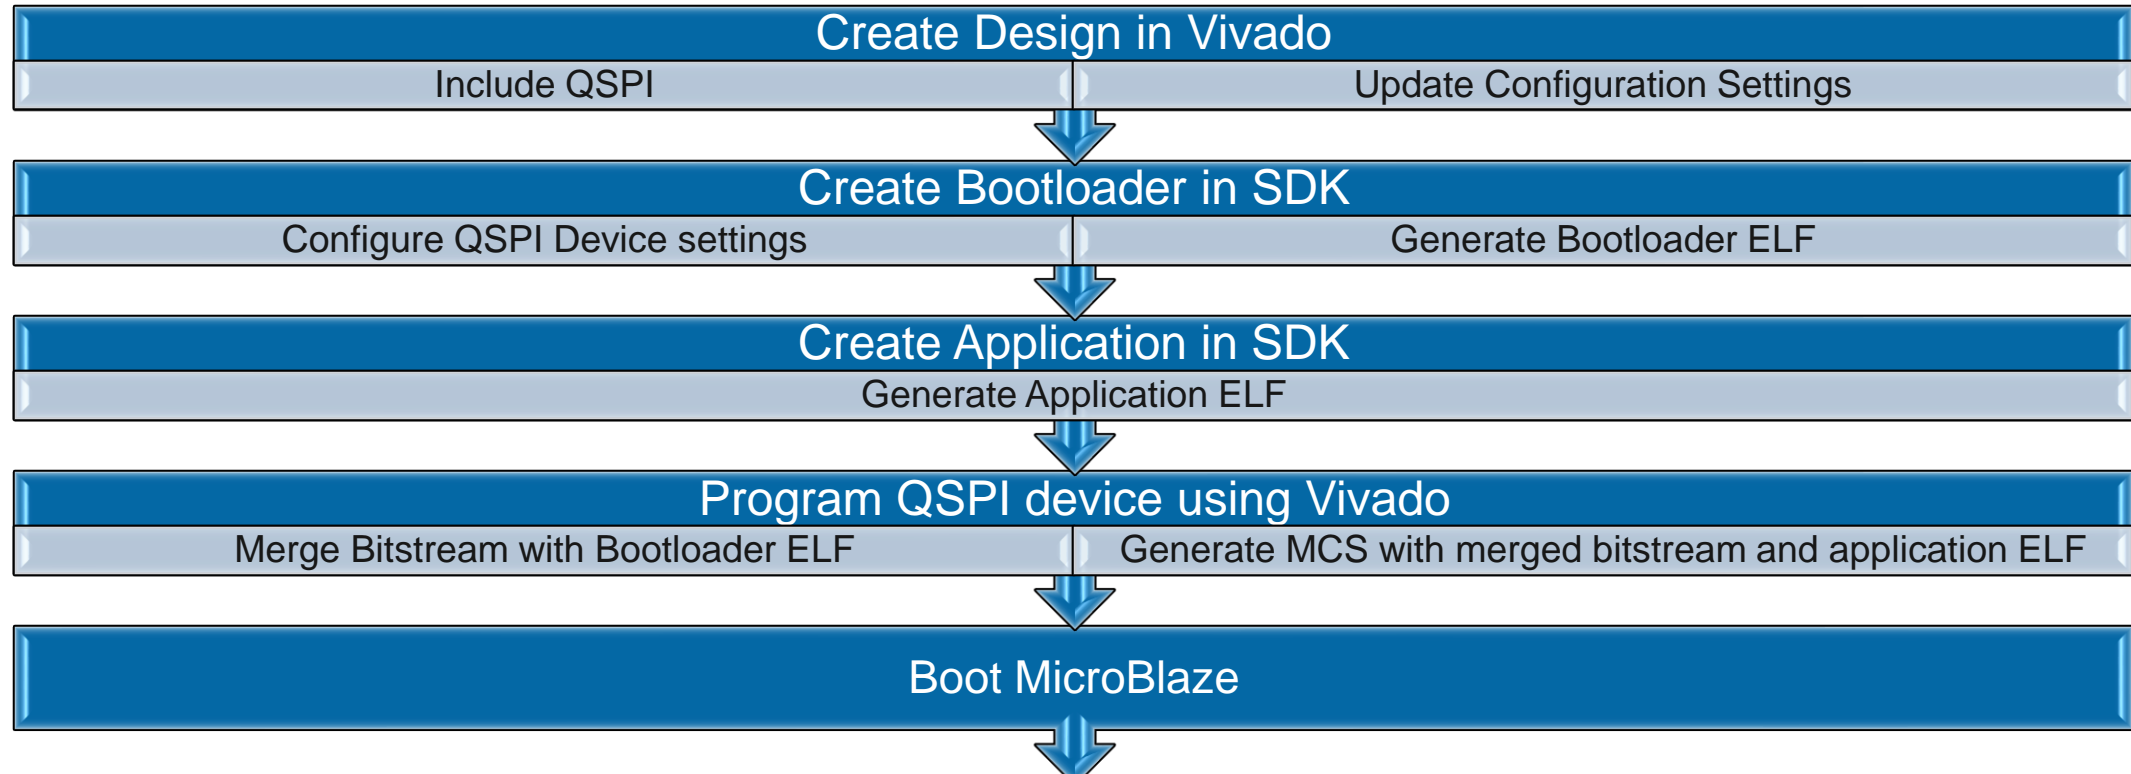 Create Design in Vivado
Include QSPI
Update Configuration Settings
Create Bootloader in SDK
Configure QSPI Device settings
Generate Bootloader ELF
Create Application in SDK
Generate Application ELF
Program QSPI device using Vivado
Merge Bitstream with Bootloader ELF
Generate MCS with merged bitstream and application ELF
Boot MicroBlaze